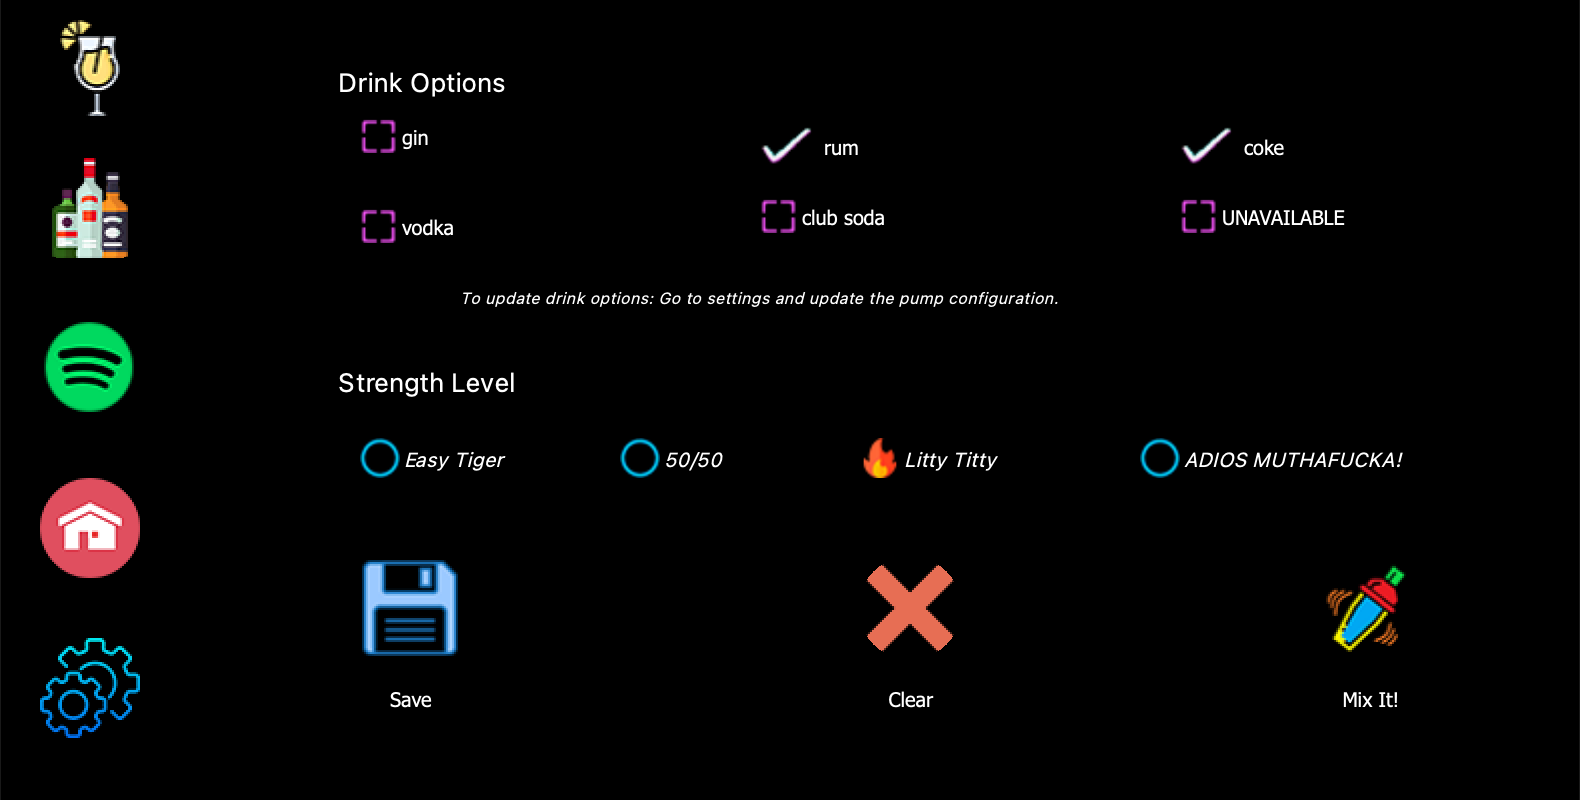 Drink Options
gin
rum
coke
vodka
club soda
UNAVAILABLE
To update drink options: Go to settings and update the pump configuration.
Strength Level
Easy Tiger
50/50
Litty Titty
ADIOS MUTHAFUCKA!
Save
Clear
Mix It!